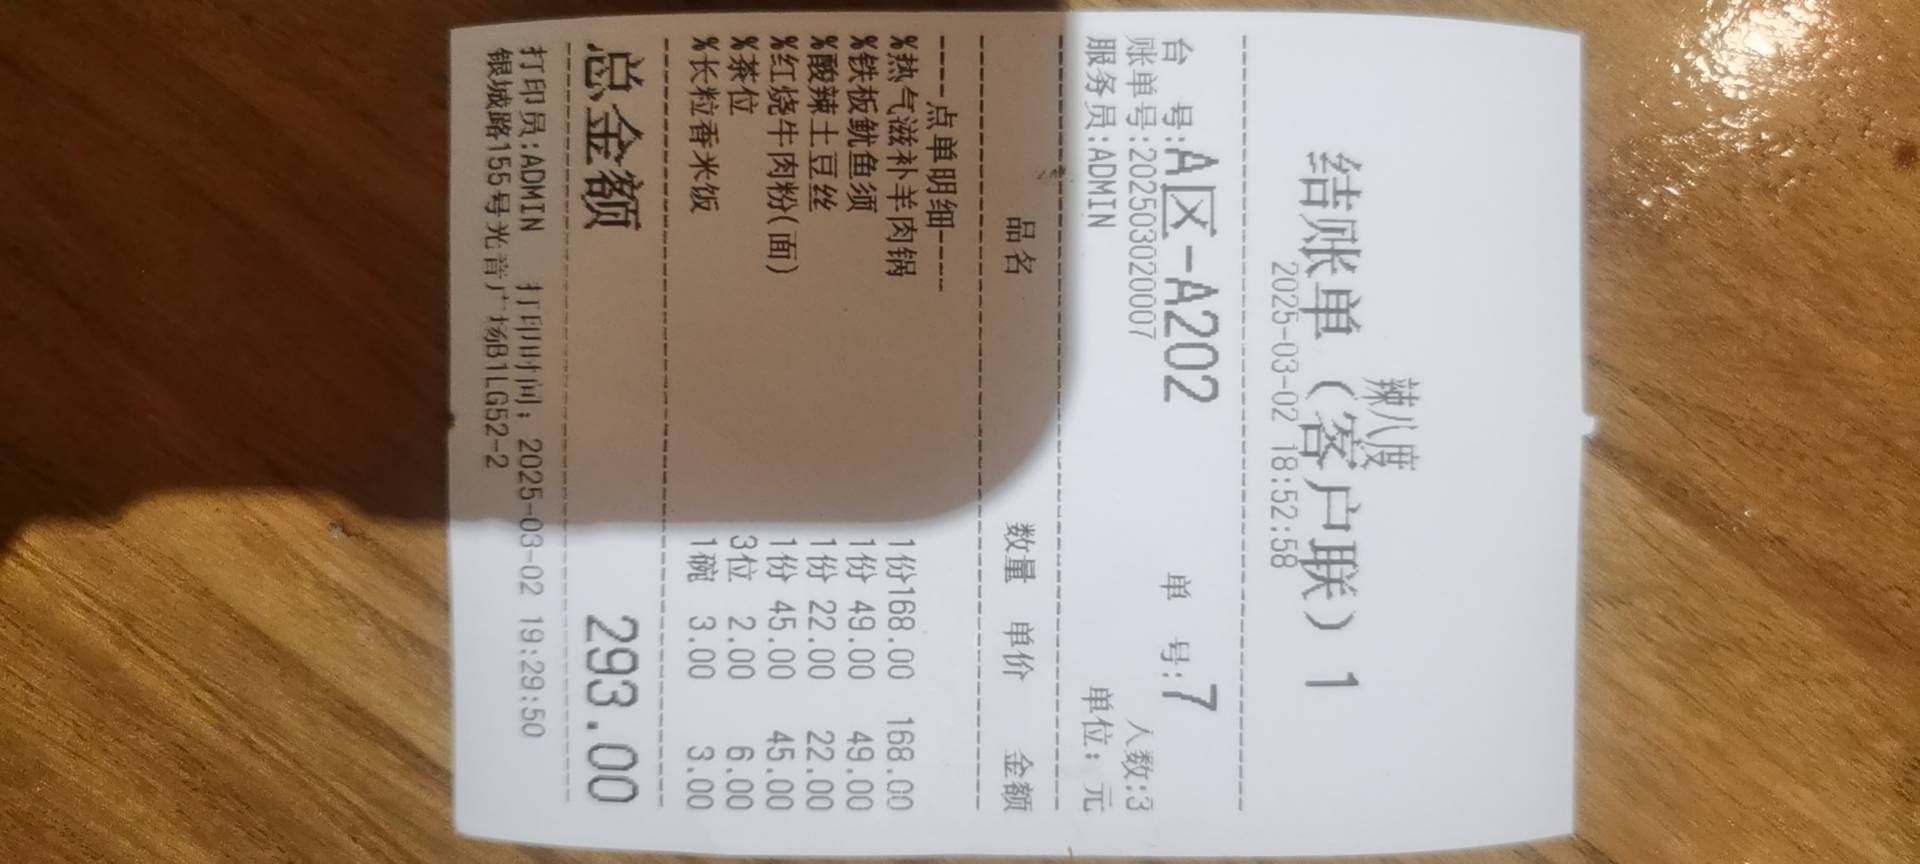 辣八度
结账单（客户联）1
2025-03-02 18:52:58
台 号:A区-A202 单 号:7
账单号:2025030200007 人数:3
服务员:ADMIN 单位: 元
品名 数量 单价 金额
----点单明细----
%热气滋补羊肉锅 1份 168.00 168.00
%铁板鱿鱼须 1份 49.00 49.00
%酸辣土豆丝 1份 22.00 22.00
%红烧牛肉粉(面) 1份 45.00 45.00
%茶位 3位 2.00 6.00
%长粒香米饭 1碗 3.00 3.00
总金额 293.00
打印员:ADMIN 打印时间: 2025-03-02 19:29:50
银城路155号光音广场B1LG52-2